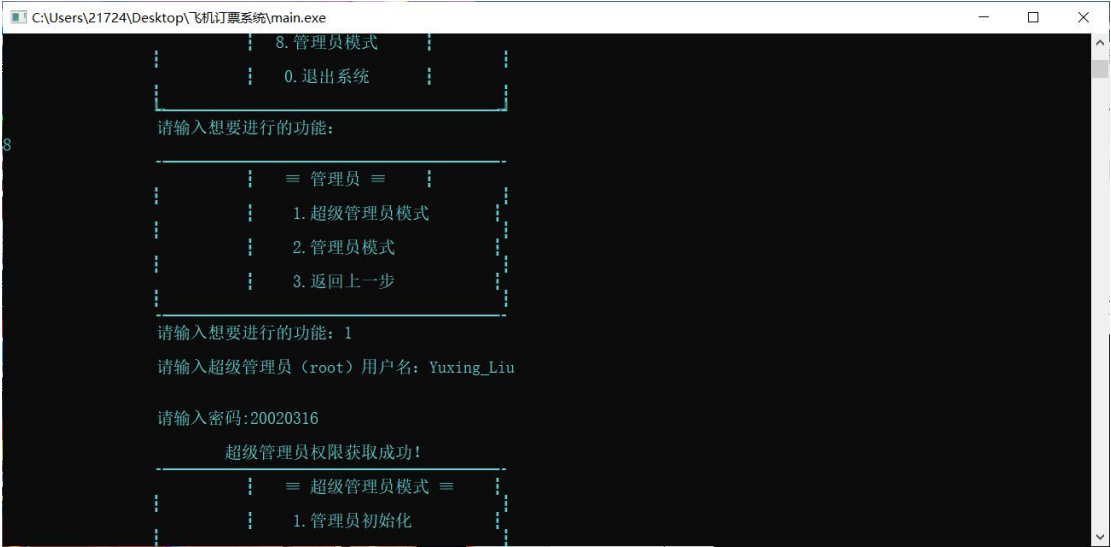 C:\Users\21724\Desktop\飞机订票系统\main.exe
8.管理员模式
0.退出系统
请输入想要进行的功能：
8
≡ 管理员 ≡
1.超级管理员模式
2.管理员模式
3.返回上一步
请输入想要进行的功能：1
请输入超级管理员（root）用户名：Yuxing_Liu
请输入密码:20020316
超级管理员权限获取成功！
≡ 超级管理员模式 ≡
1.管理员初始化